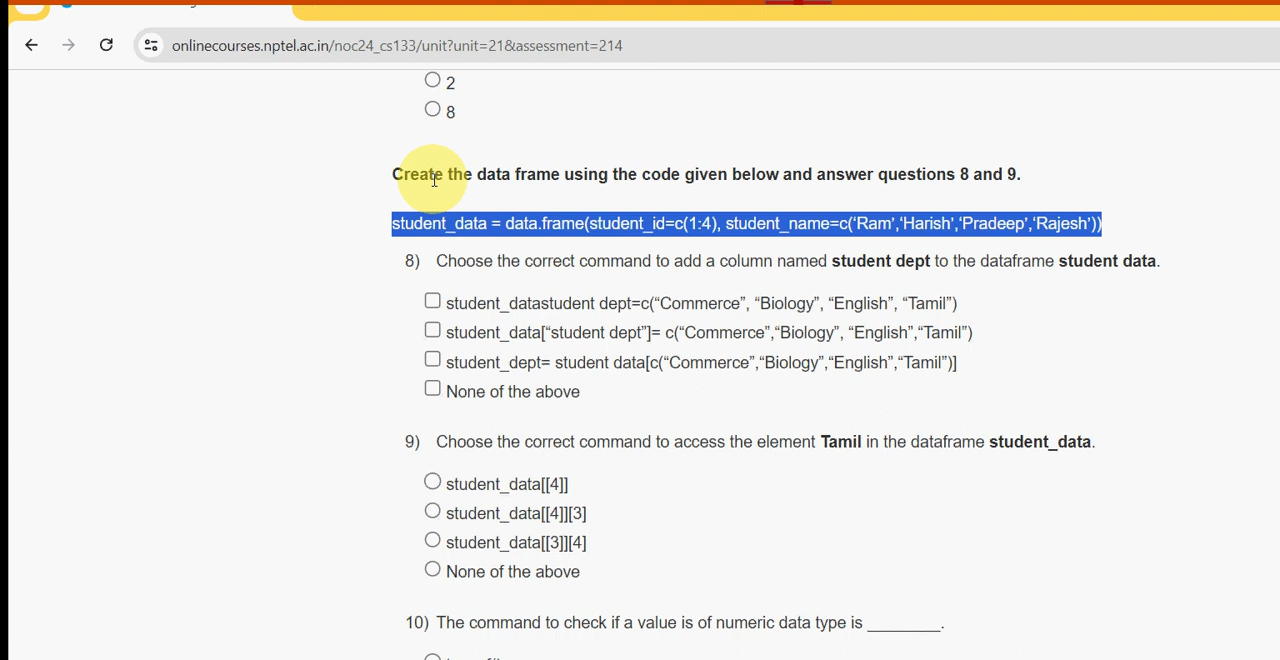 onlinecourses.nptel.ac.in/noc24_cs133/unit?unit=21&assessment=214
2
8
Create the data frame using the code given below and answer questions 8 and 9.
student_data = data.frame(student_id=c(1:4), student_name=c(‘Ram’,‘Harish’,‘Pradeep’,‘Rajesh’))
8) Choose the correct command to add a column named student dept to the dataframe student data.
student_datastudent dept=c(“Commerce”, “Biology”, “English”, “Tamil”)
student_data[“student dept”]= c(“Commerce”,“Biology”, “English”,“Tamil”)
student_dept= student data[c(“Commerce”,“Biology”,“English”,“Tamil”)]
None of the above
9) Choose the correct command to access the element Tamil in the dataframe student_data.
student_data[[4]]
student_data[[4]][3]
student_data[[3]][4]
None of the above
10) The command to check if a value is of numeric data type is ________.